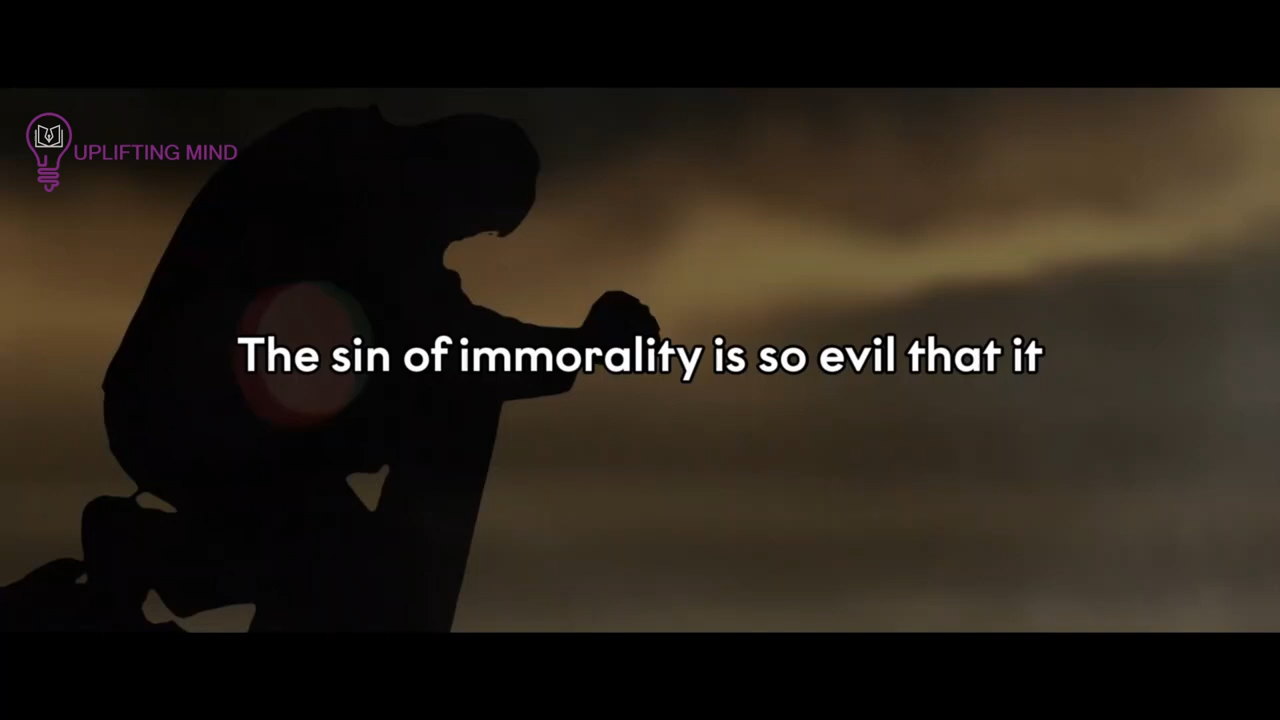 UPLIFTING MIND
The sin of immorality is so evil that it